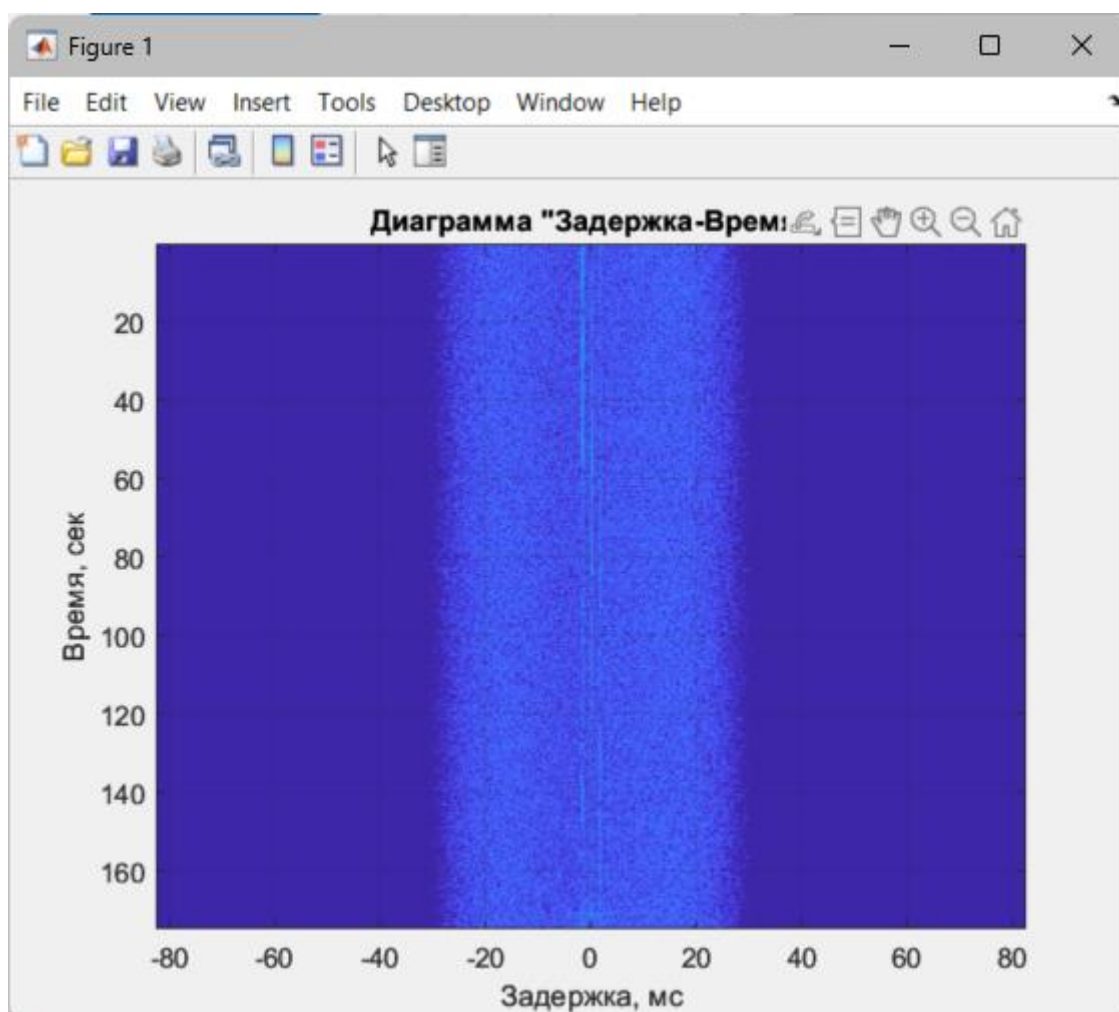 Figure 1
File Edit View Insert Tools Desktop Window Help
Диаграмма "Задержка-Врем
20
40
60
80
100
120
140
160
Время, сек
-80 -60 -40 -20 0 20 40 60 80
Задержка, мс